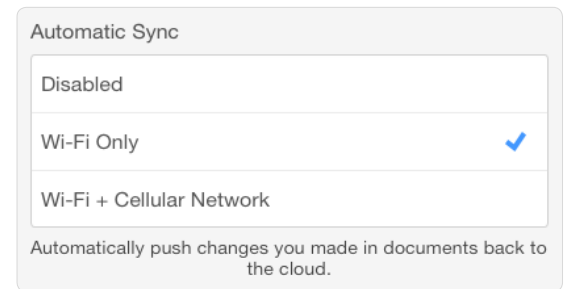 Automatic Sync
Disabled
Wi-Fi Only
Wi-Fi + Cellular Network
Automatically push changes you made in documents back to
the cloud.